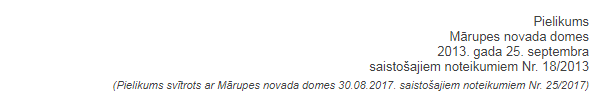 Pielikums
Mārupes novada domes
2013. gada 25. septembra
saistošajiem noteikumiem Nr. 18/2013
(Pielikums svītrots ar Mārupes novada domes 30.08.2017. saistošajiem noteikumiem Nr. 25/2017)